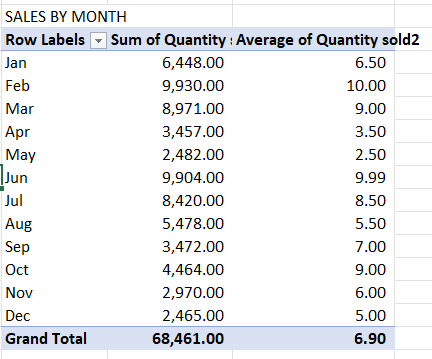 SALES BY MONTH
Row Labels Sum of Quantity Average of Quantity sold2
Jan 6,448.00 6.50
Feb 9,930.00 10.00
Mar 8,971.00 9.00
Apr 3,457.00 3.50
May 2,482.00 2.50
Jun 9,904.00 9.99
Jul 8,420.00 8.50
Aug 5,478.00 5.50
Sep 3,472.00 7.00
Oct 4,464.00 9.00
Nov 2,970.00 6.00
Dec 2,465.00 5.00
Grand Total 68,461.00 6.90